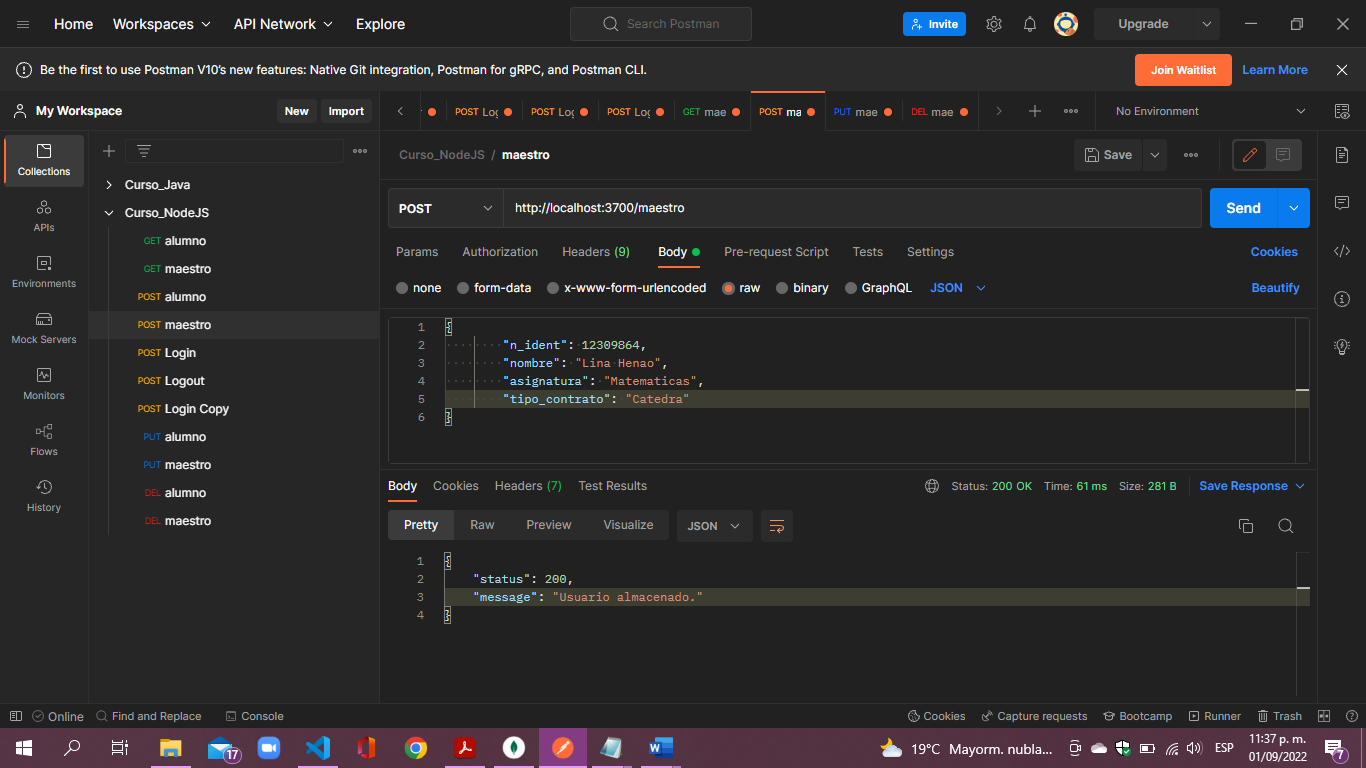 Home Workspaces API Network Explore Search Postman Invite Upgrade
Be the first to use Postman V10's new features: Native Git integration, Postman for gRPC, and Postman CLI. Join Waitlist Learn More
My Workspace New Import
POST Log POST Log POST Log GET mae POST ma PUT mae DEL mae No Environment
Collections
APIs
Environments
Mock Servers
Monitors
Flows
History
Curso_Java
Curso_NodeJS
GET alumno
GET maestro
POST alumno
POST maestro
POST Login
POST Logout
POST Login Copy
PUT alumno
PUT maestro
DEL alumno
DEL maestro
Curso_NodeJS / maestro Save
POST http://localhost:3700/maestro Send
Params Authorization Headers (9) Body Pre-request Script Tests Settings Cookies
none form-data x-www-form-urlencoded raw binary GraphQL JSON Beautify
1 {
2 "n_ident": 12309864,
3 "nombre": "Lina Henao",
4 "asignatura": "Matematicas",
5 "tipo_contrato": "Catedra"
6 }
Body Cookies Headers (7) Test Results Status: 200 OK Time: 61 ms Size: 281 B Save Response
Pretty Raw Preview Visualize JSON
1 {
2 "status": 200,
3 "message": "Usuario almacenado."
4 }
Online Find and Replace Console Cookies Capture requests Bootcamp Runner Trash
17 19°C Mayorm. nubla... ESP 11:37 p. m.
01/09/2022 7